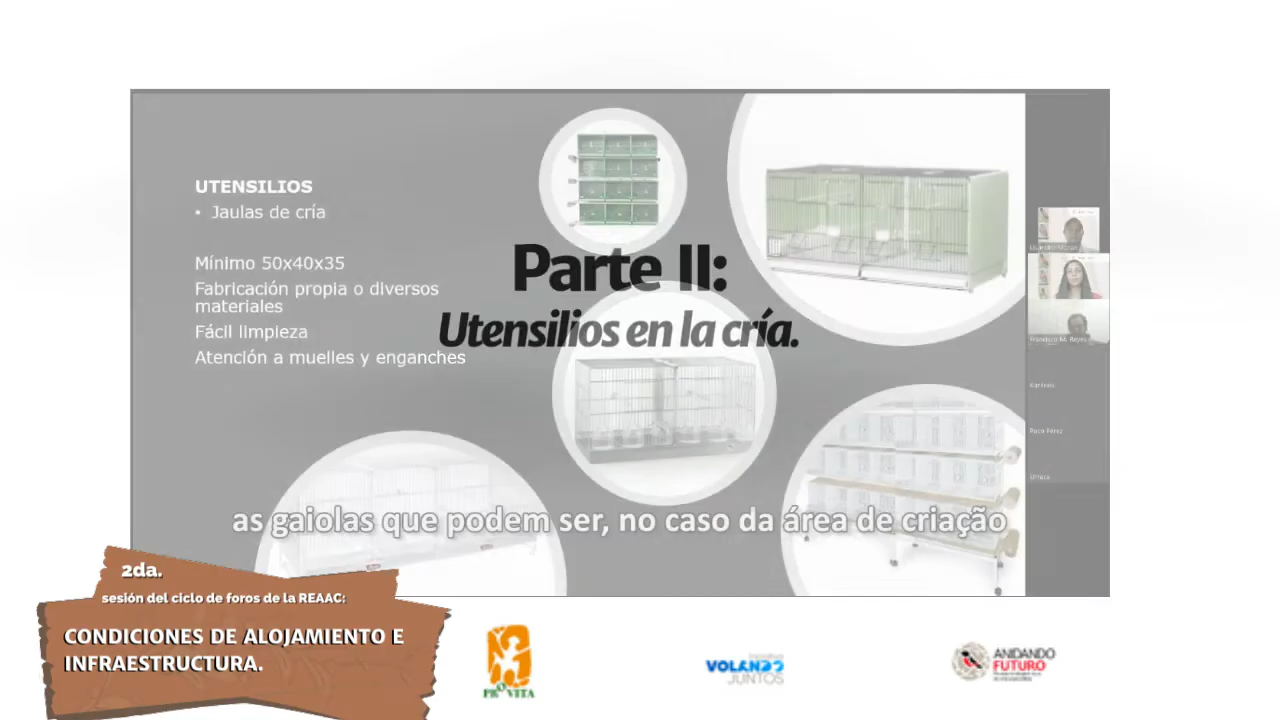 UTENSILIOS
• Jaulas de cría
Mínimo 50x40x35
Fabricación propia o diversos
materiales
Fácil limpieza
Atención a muelles y enganches
Parte II:
Utensilios en la cría.
Francisco M. Reyes
Paco Pérez
as gaiolas que podem ser, no caso da área de criação
2da.
sesión del ciclo de foros de la REAAC:
CONDICIONES DE ALOJAMIENTO E
INFRAESTRUCTURA.
PROVITA
VOLANDO
JUNTOS
ANIDANDO
FUTURO